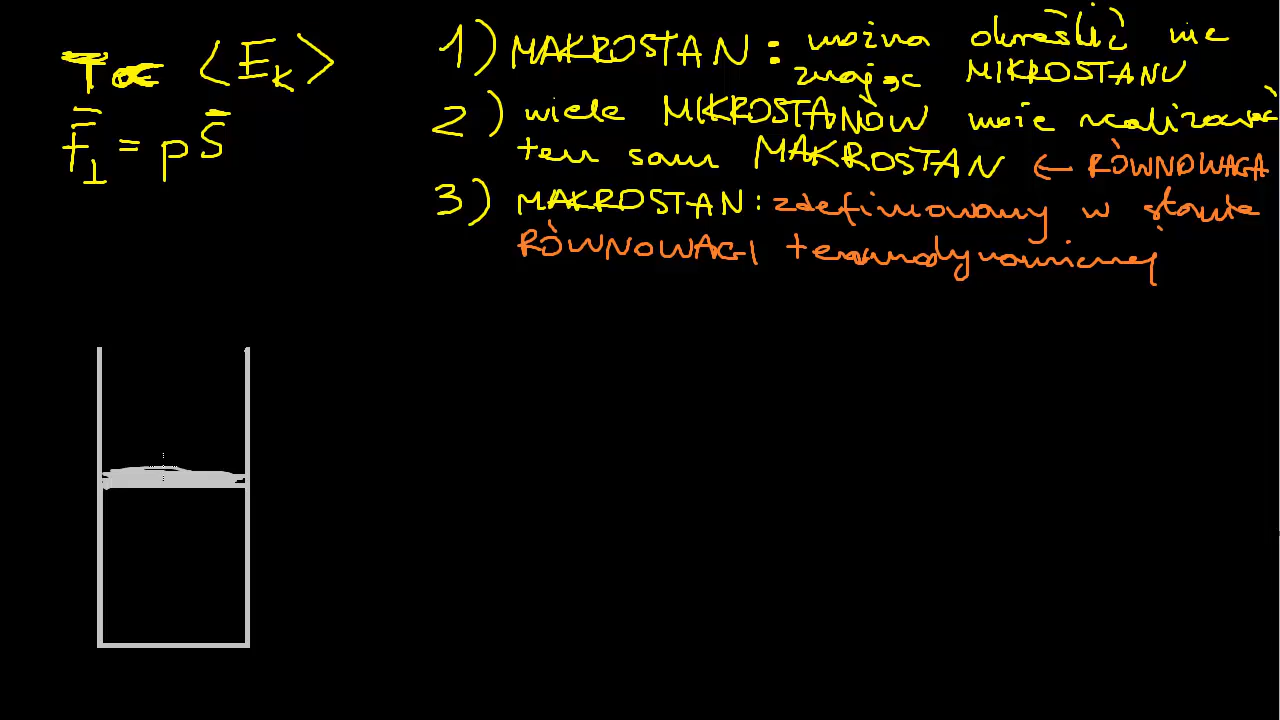 T ∝ ⟨E_K⟩
F̄_⊥ = p S̄
1) MAKROSTAN: można określić nie
znając MIKROSTANU
2) wiele MIKROSTANÓW może realizować
ten sam MAKROSTAN ← RÓWNOWAGA
3) MAKROSTAN: zdefiniowany w stanie
RÓWNOWAGI termodynamicznej